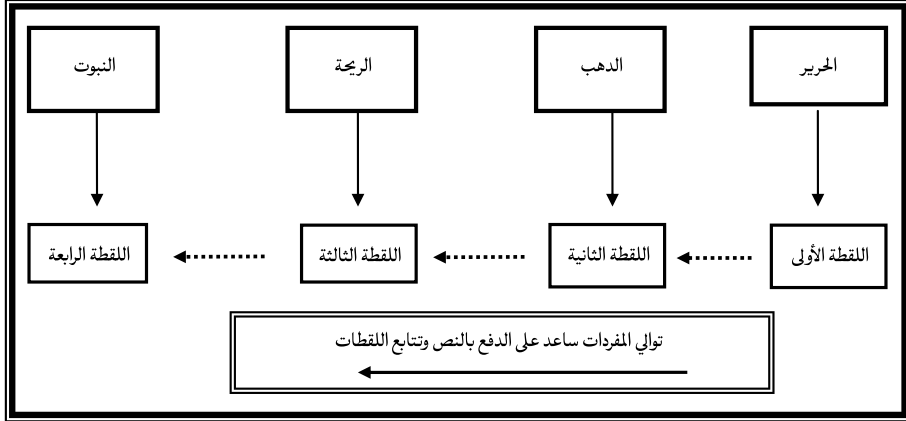 الحرير
الدهب
الريحة
النبوت
اللقطة الأولى
اللقطة الثانية
اللقطة الثالثة
اللقطة الرابعة
توالي المفردات ساعد على الدفع بالنص وتتابع اللقطات